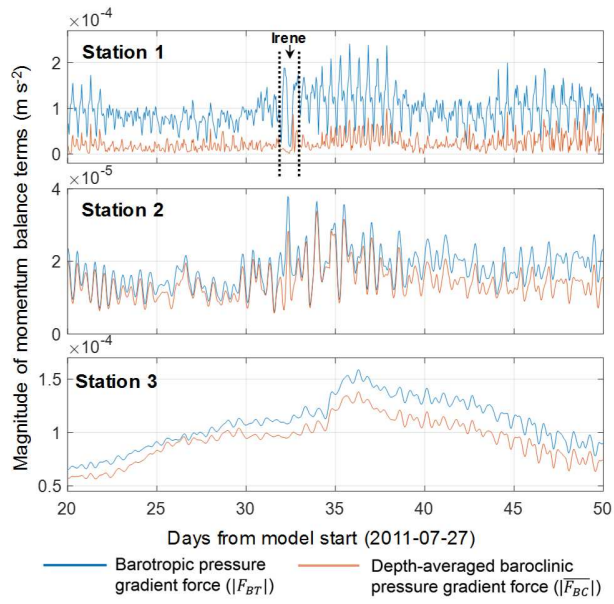 ×10⁻⁴
Irene
Station 1
2
1
0
×10⁻⁵
Station 2
4
2
0
×10⁻⁴
Station 3
1.5
1
0.5
20 25 30 35 40 45 50
Magnitude of momentum balance terms (m s⁻²)
Days from model start (2011-07-27)
Barotropic pressure
gradient force (|F_BT|)
Depth-averaged baroclinic
pressure gradient force (|F̅_BC|)